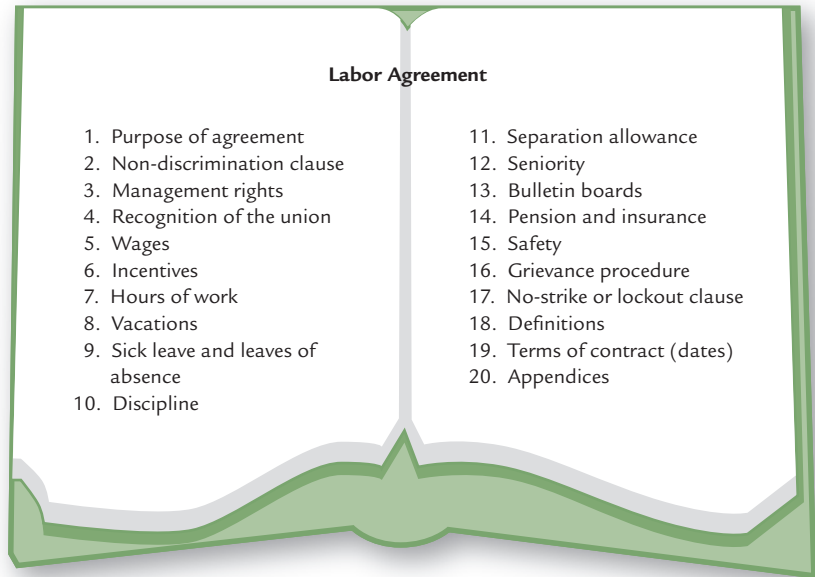 Labor Agreement
1. Purpose of agreement
2. Non-discrimination clause
3. Management rights
4. Recognition of the union
5. Wages
6. Incentives
7. Hours of work
8. Vacations
9. Sick leave and leaves of
absence
10. Discipline
11. Separation allowance
12. Seniority
13. Bulletin boards
14. Pension and insurance
15. Safety
16. Grievance procedure
17. No-strike or lockout clause
18. Definitions
19. Terms of contract (dates)
20. Appendices